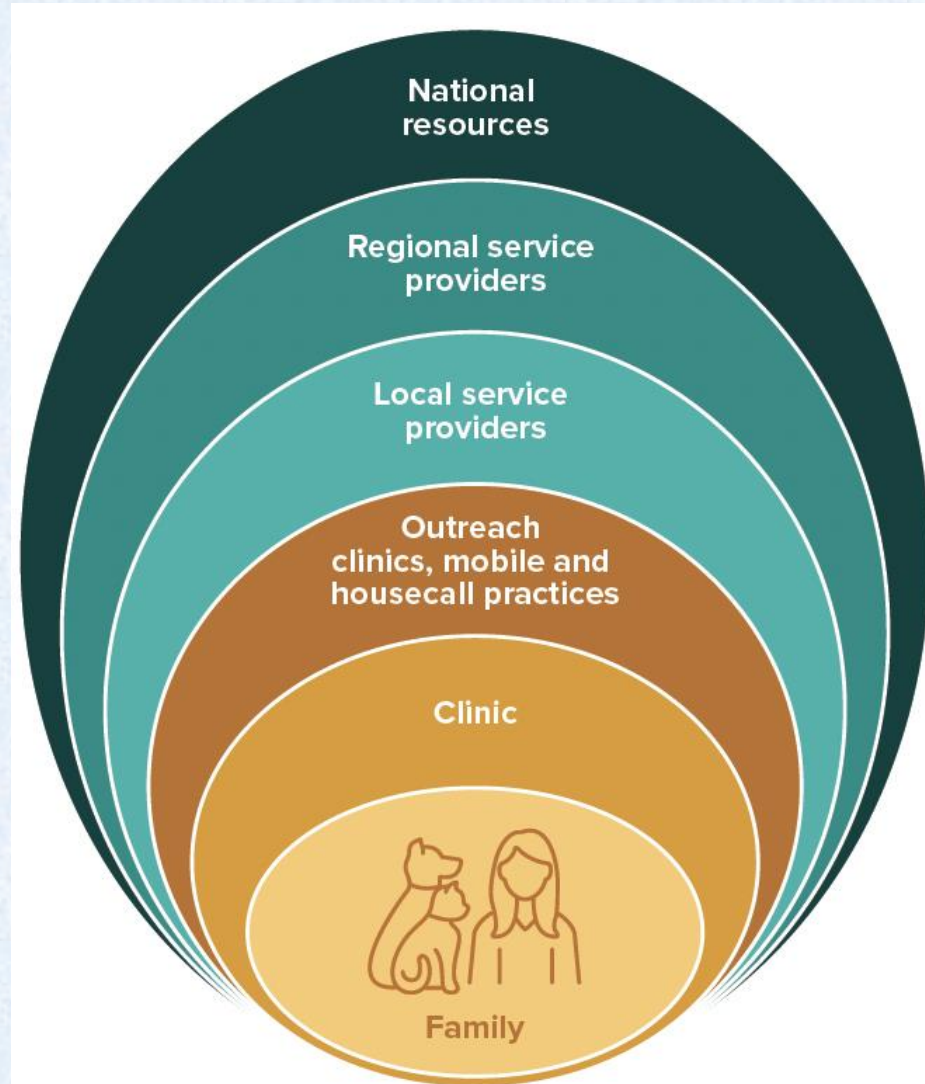 National
resources
Regional service
providers
Local service
providers
Outreach
clinics, mobile and
housecall practices
Clinic
Family